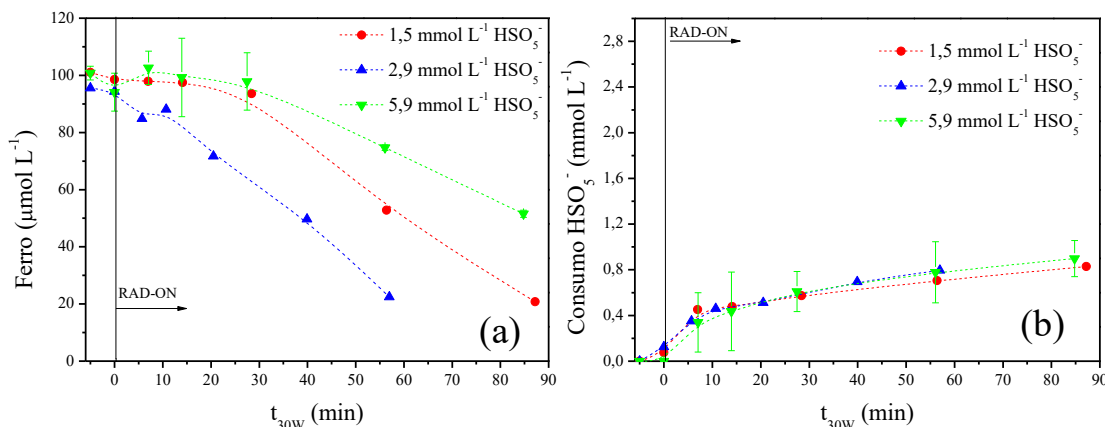 120
100
80
60
40
20
0
Ferro (µmol L⁻¹)
1,5 mmol L⁻¹ HSO₅⁻
2,9 mmol L⁻¹ HSO₅⁻
5,9 mmol L⁻¹ HSO₅⁻
RAD-ON
(a)
0 10 20 30 40 50 60 70 80 90
t₃₀W (min)
2,8
2,4
2,0
1,6
1,2
0,8
0,4
0,0
Consumo HSO₅⁻ (mmol L⁻¹)
RAD-ON
1,5 mmol L⁻¹ HSO₅⁻
2,9 mmol L⁻¹ HSO₅⁻
5,9 mmol L⁻¹ HSO₅⁻
(b)
0 10 20 30 40 50 60 70 80 90
t₃₀W (min)